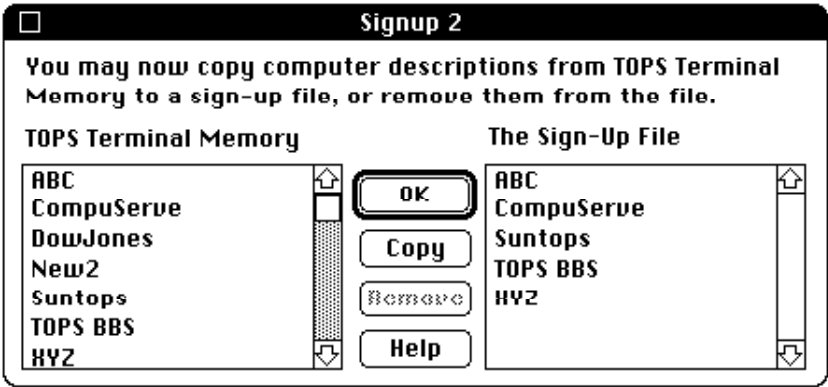 Signup 2
You may now copy computer descriptions from TOPS Terminal
Memory to a sign-up file, or remove them from the file.
TOPS Terminal Memory
ABC
CompuServe
DowJones
New2
Suntops
TOPS BBS
XYZ
OK
Copy
Remove
Help
The Sign-Up File
ABC
CompuServe
Suntops
TOPS BBS
XYZ